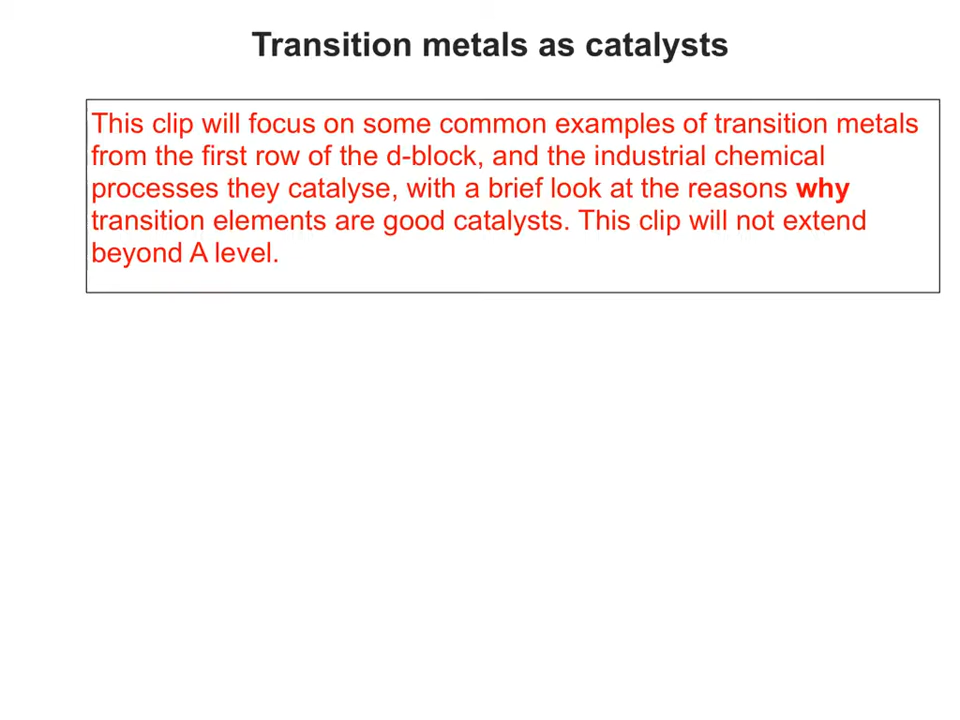 Transition metals as catalysts
This clip will focus on some common examples of transition metals
from the first row of the d-block, and the industrial chemical
processes they catalyse, with a brief look at the reasons why
transition elements are good catalysts. This clip will not extend
beyond A level.